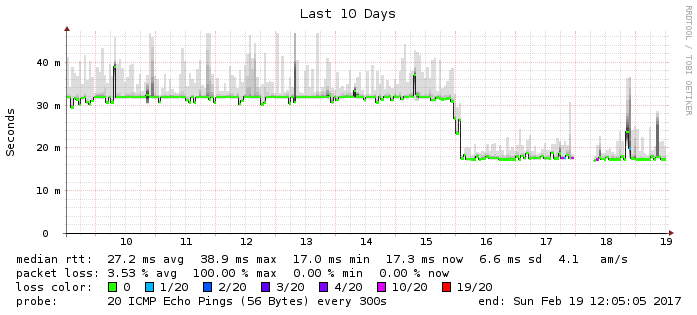 Last 10 Days
RRDTOOL / TOBI OETIKER
Seconds
40 m
30 m
20 m
10 m
0
10 11 12 13 14 15 16 17 18 19
median rtt: 27.2 ms avg 38.9 ms max 17.0 ms min 17.3 ms now 6.6 ms sd 4.1 am/s
packet loss: 3.53 % avg 100.00 % max 0.00 % min 0.00 % now
loss color: 0 1/20 2/20 3/20 4/20 10/20 19/20
probe: 20 ICMP Echo Pings (56 Bytes) every 300s end: Sun Feb 19 12:05:05 2017